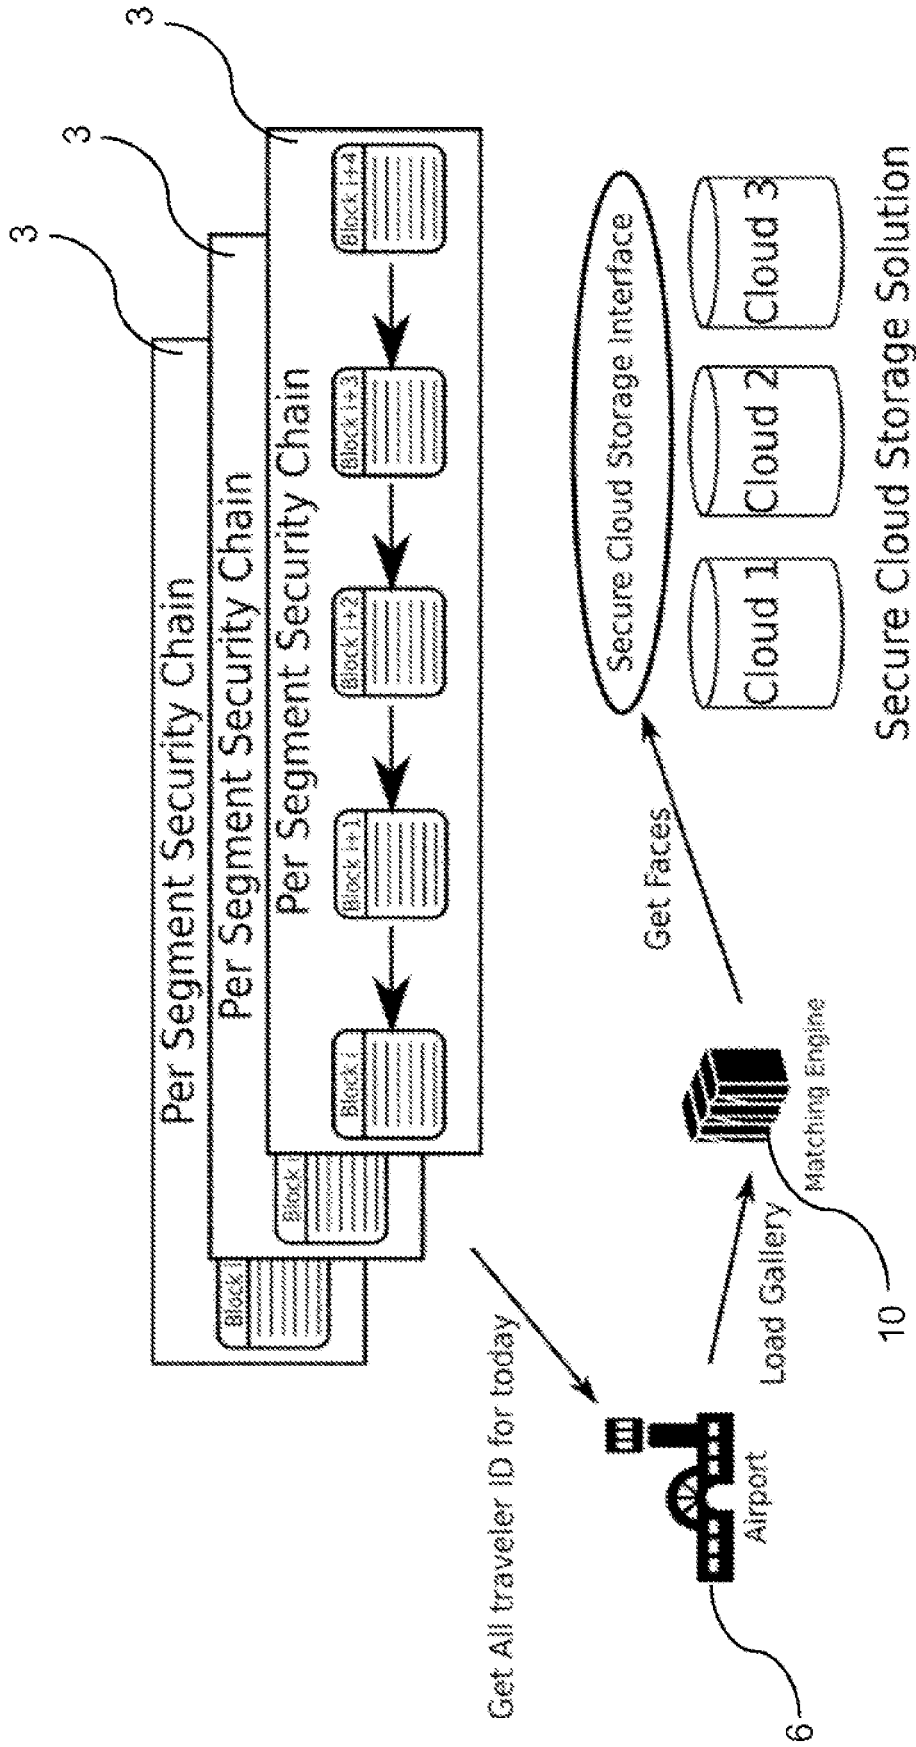 3
3
3
Per Segment Security Chain
Per Segment Security Chain
Per Segment Security Chain
Block i
Block i
Block i
Block i+1
Block i+2
Block i+3
Block i+4
Get All traveler ID for today
Airport
6
Load Gallery
Matching Engine
10
Get Faces
Secure Cloud Storage Interface
Cloud 1
Cloud 2
Cloud 3
Secure Cloud Storage Solution